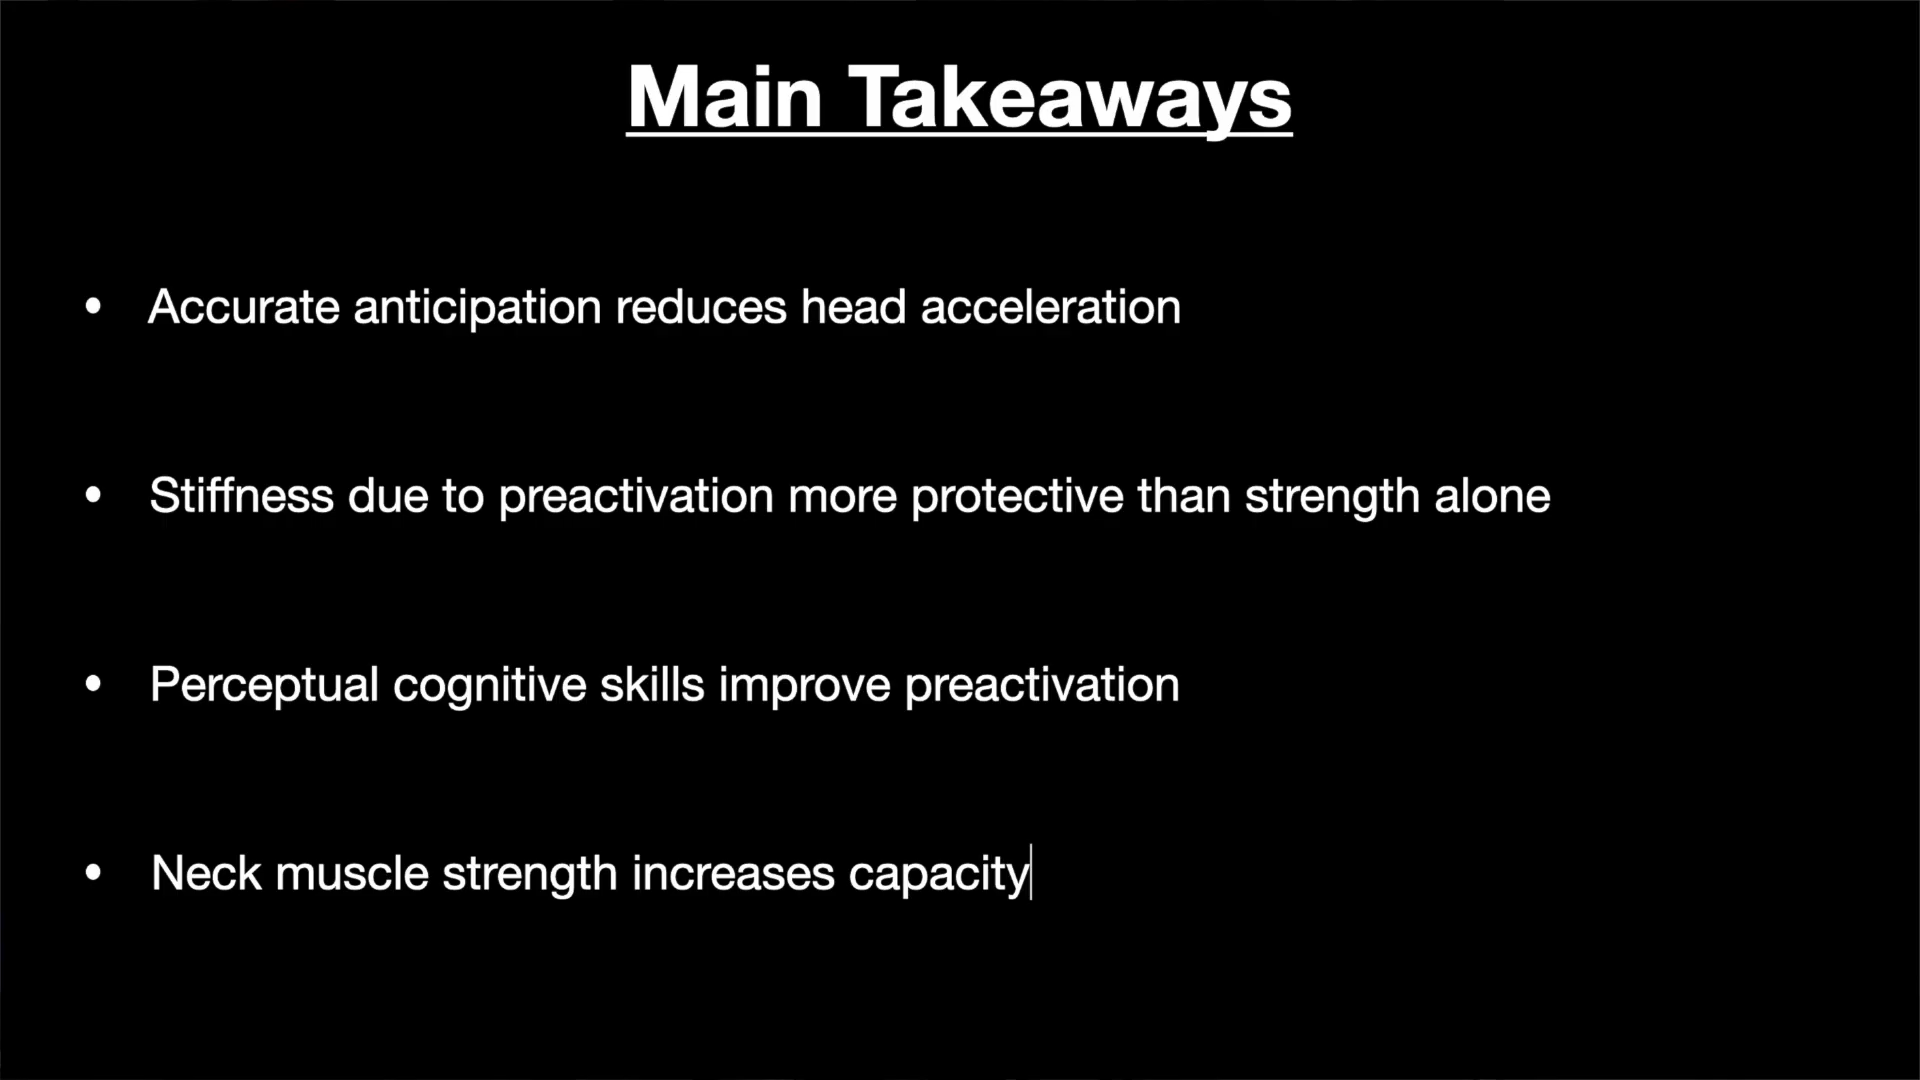 Main Takeaways
• Accurate anticipation reduces head acceleration
• Stiffness due to preactivation more protective than strength alone
• Perceptual cognitive skills improve preactivation
• Neck muscle strength increases capacity